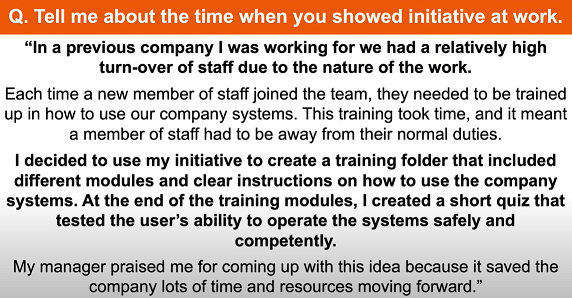 Q. Tell me about the time when you showed initiative at work.
“In a previous company I was working for we had a relatively high
turn-over of staff due to the nature of the work.
Each time a new member of staff joined the team, they needed to be trained
up in how to use our company systems. This training took time, and it meant
a member of staff had to be away from their normal duties.
I decided to use my initiative to create a training folder that included
different modules and clear instructions on how to use the company
systems. At the end of the training modules, I created a short quiz that
tested the user’s ability to operate the systems safely and
competently.
My manager praised me for coming up with this idea because it saved the
company lots of time and resources moving forward.”